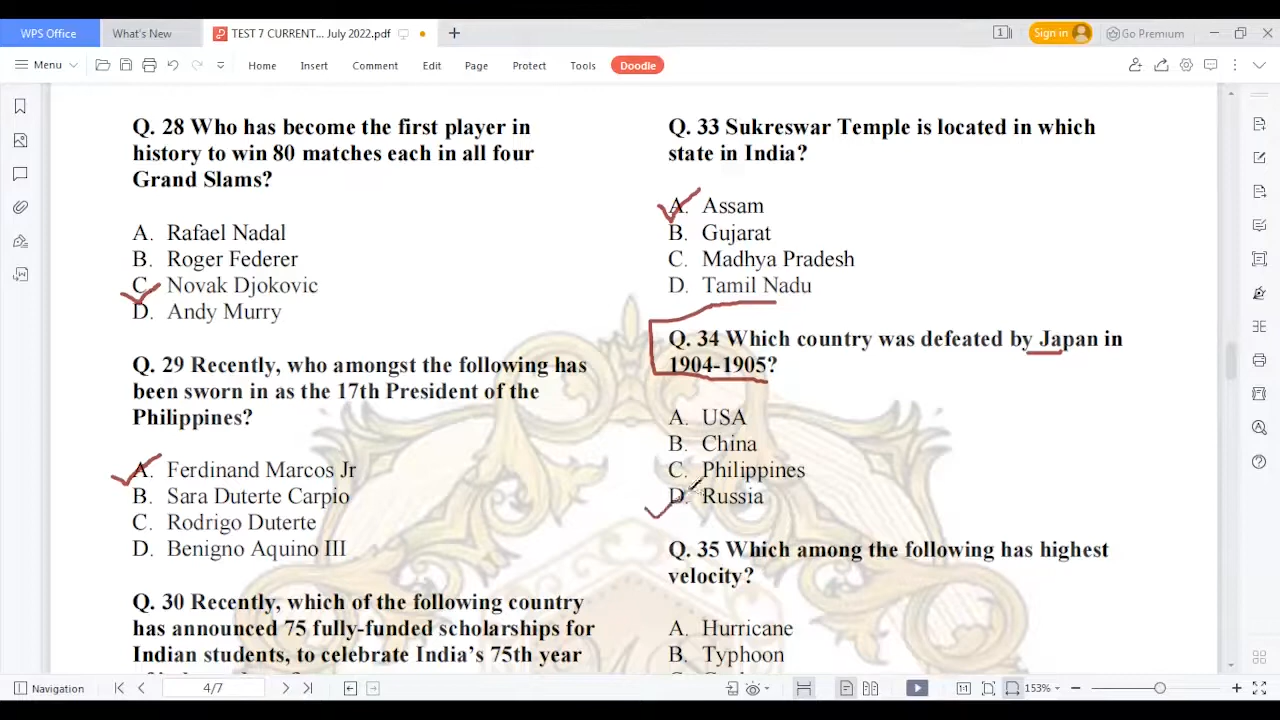 WPS Office
What's New
TEST 7 CURRENT... July 2022.pdf
1
Sign in
Go Premium
Menu
Home
Insert
Comment
Edit
Page
Protect
Tools
Doodle
Q. 28 Who has become the first player in
history to win 80 matches each in all four
Grand Slams?
A. Rafael Nadal
B. Roger Federer
C. Novak Djokovic
D. Andy Murry
Q. 29 Recently, who amongst the following has
been sworn in as the 17th President of the
Philippines?
A. Ferdinand Marcos Jr
B. Sara Duterte Carpio
C. Rodrigo Duterte
D. Benigno Aquino III
Q. 30 Recently, which of the following country
has announced 75 fully-funded scholarships for
Indian students, to celebrate India's 75th year
Q. 33 Sukreswar Temple is located in which
state in India?
A. Assam
B. Gujarat
C. Madhya Pradesh
D. Tamil Nadu
Q. 34 Which country was defeated by Japan in
1904-1905?
A. USA
B. China
C. Philippines
D. Russia
Q. 35 Which among the following has highest
velocity?
A. Hurricane
B. Typhoon
Navigation
4/7
153%